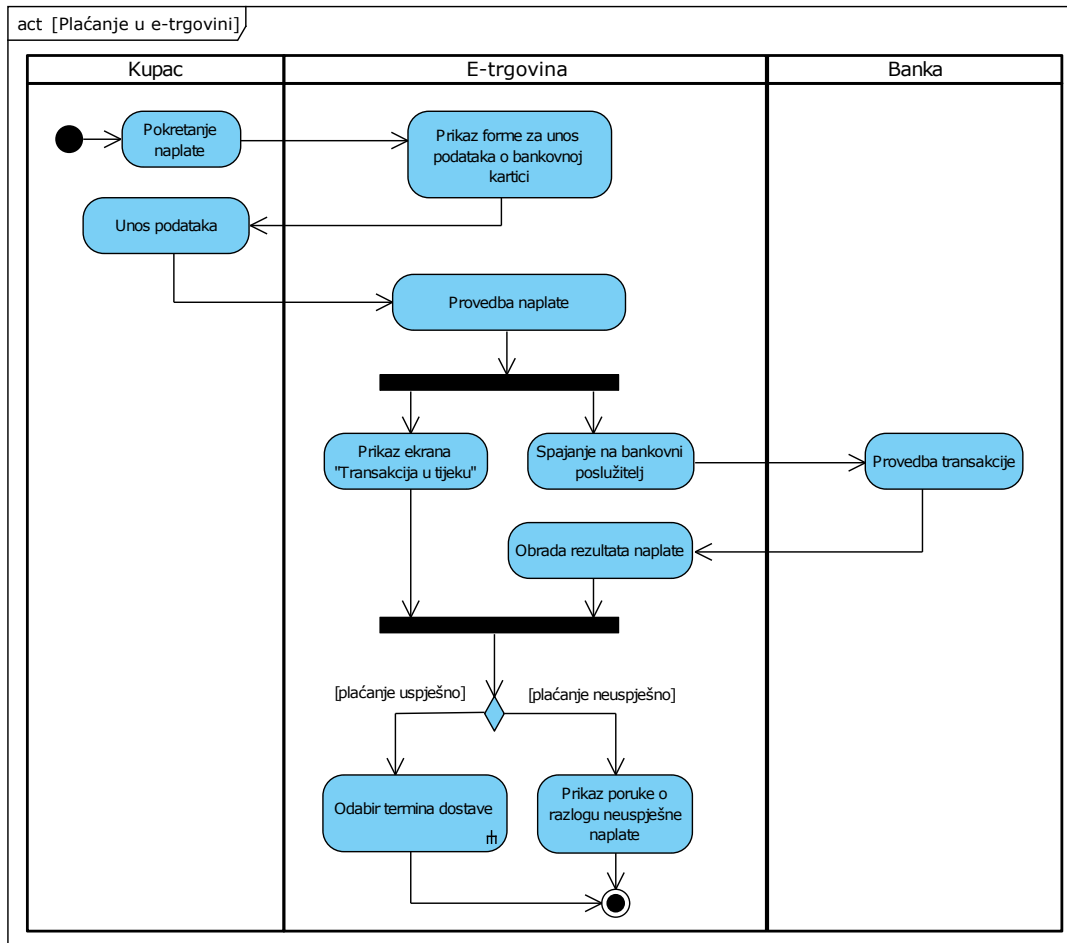 act [Plaćanje u e-trgovini]
Kupac
E-trgovina
Banka
Pokretanje
naplate
Prikaz forme za unos
podataka o bankovnoj
kartici
Unos podataka
Provedba naplate
Prikaz ekrana
"Transakcija u tijeku"
Spajanje na bankovni
poslužitelj
Provedba transakcije
Obrada rezultata naplate
[plaćanje uspješno]
[plaćanje neuspješno]
Odabir termina dostave
Prikaz poruke o
razlogu neuspješne
naplate